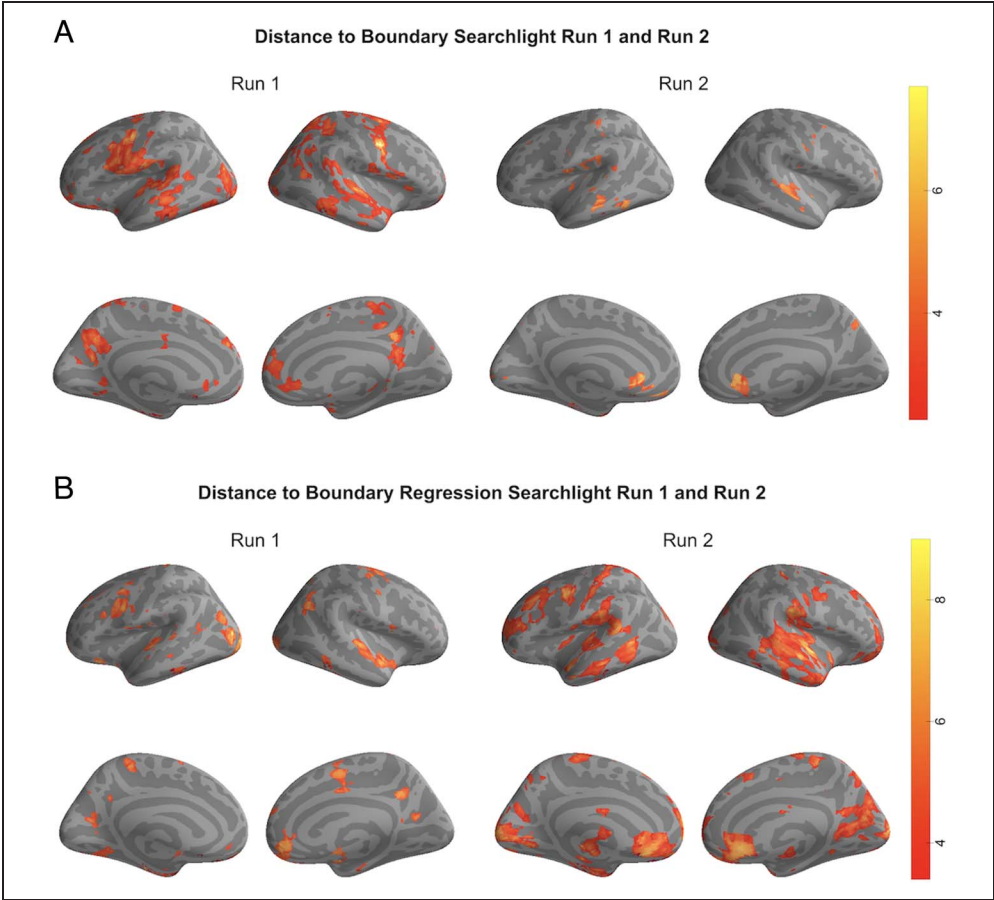 A
Distance to Boundary Searchlight Run 1 and Run 2
Run 1
Run 2
6
4
B
Distance to Boundary Regression Searchlight Run 1 and Run 2
Run 1
Run 2
8
6
4